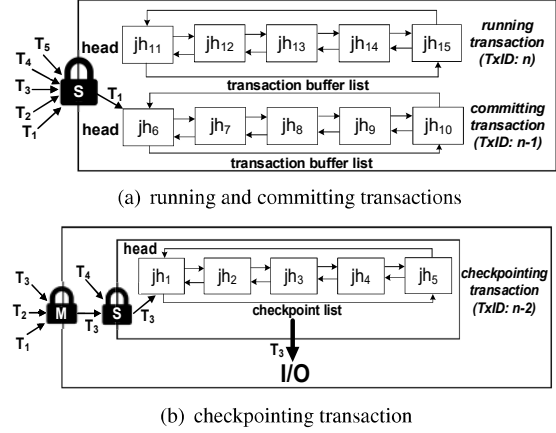 T5
T4
T3
T2
T1
S
T1
head
jh11
jh12
jh13
jh14
jh15
running
transaction
(TxID: n)
transaction buffer list
head
jh6
jh7
jh8
jh9
jh10
committing
transaction
(TxID: n-1)
transaction buffer list
(a) running and committing transactions
T3
T2
T1
M
T3
T4
S
T3
head
jh1
jh2
jh3
jh4
jh5
checkpointing
transaction
(TxID: n-2)
checkpoint list
T3
I/O
(b) checkpointing transaction